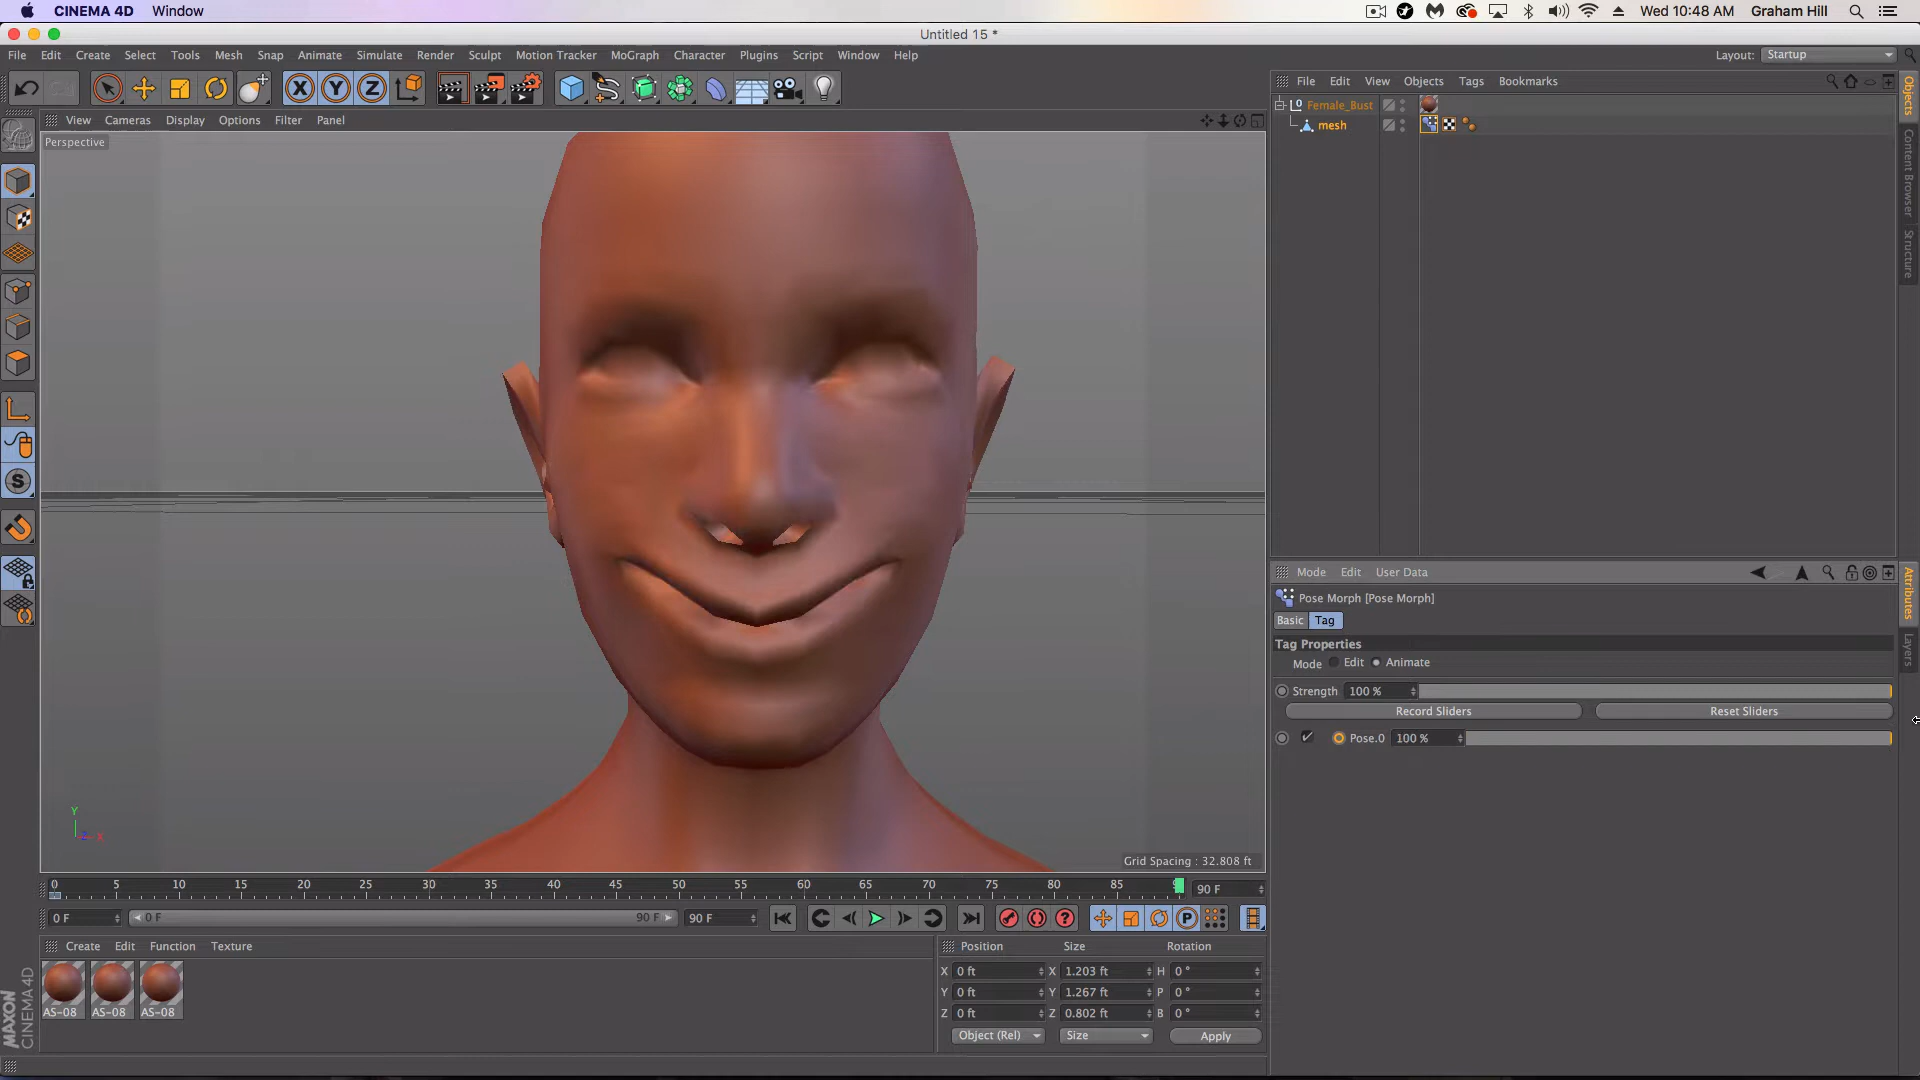 CINEMA 4D Window
Wed 10:48 AM Graham Hill
Untitled 15 *
File Edit Create Select Tools Mesh Snap Animate Simulate Render Sculpt Motion Tracker MoGraph Character Plugins Script Window Help
Layout: Startup
X Y Z
File Edit View Objects Tags Bookmarks
Female_Bust
mesh
Objects
Content Browser
Structure
View Cameras Display Options Filter Panel
Perspective
Y
Z X
Grid Spacing : 32.808 ft
Mode Edit User Data
Pose Morph [Pose Morph]
Basic Tag
Tag Properties
Mode Edit Animate
Strength 100 %
Record Sliders Reset Sliders
Pose.0 100 %
Attributes
Layers
0 5 10 15 20 25 30 35 40 45 50 55 60 65 70 75 80 85 90 F
0 F 0 F 90 F 90 F
P
Create Edit Function Texture
AS-08 AS-08 AS-08
Position Size Rotation
X 0 ft X 1.203 ft H 0 °
Y 0 ft Y 1.267 ft P 0 °
Z 0 ft Z 0.802 ft B 0 °
Object (Rel) Size Apply
MAXON
CINEMA 4D